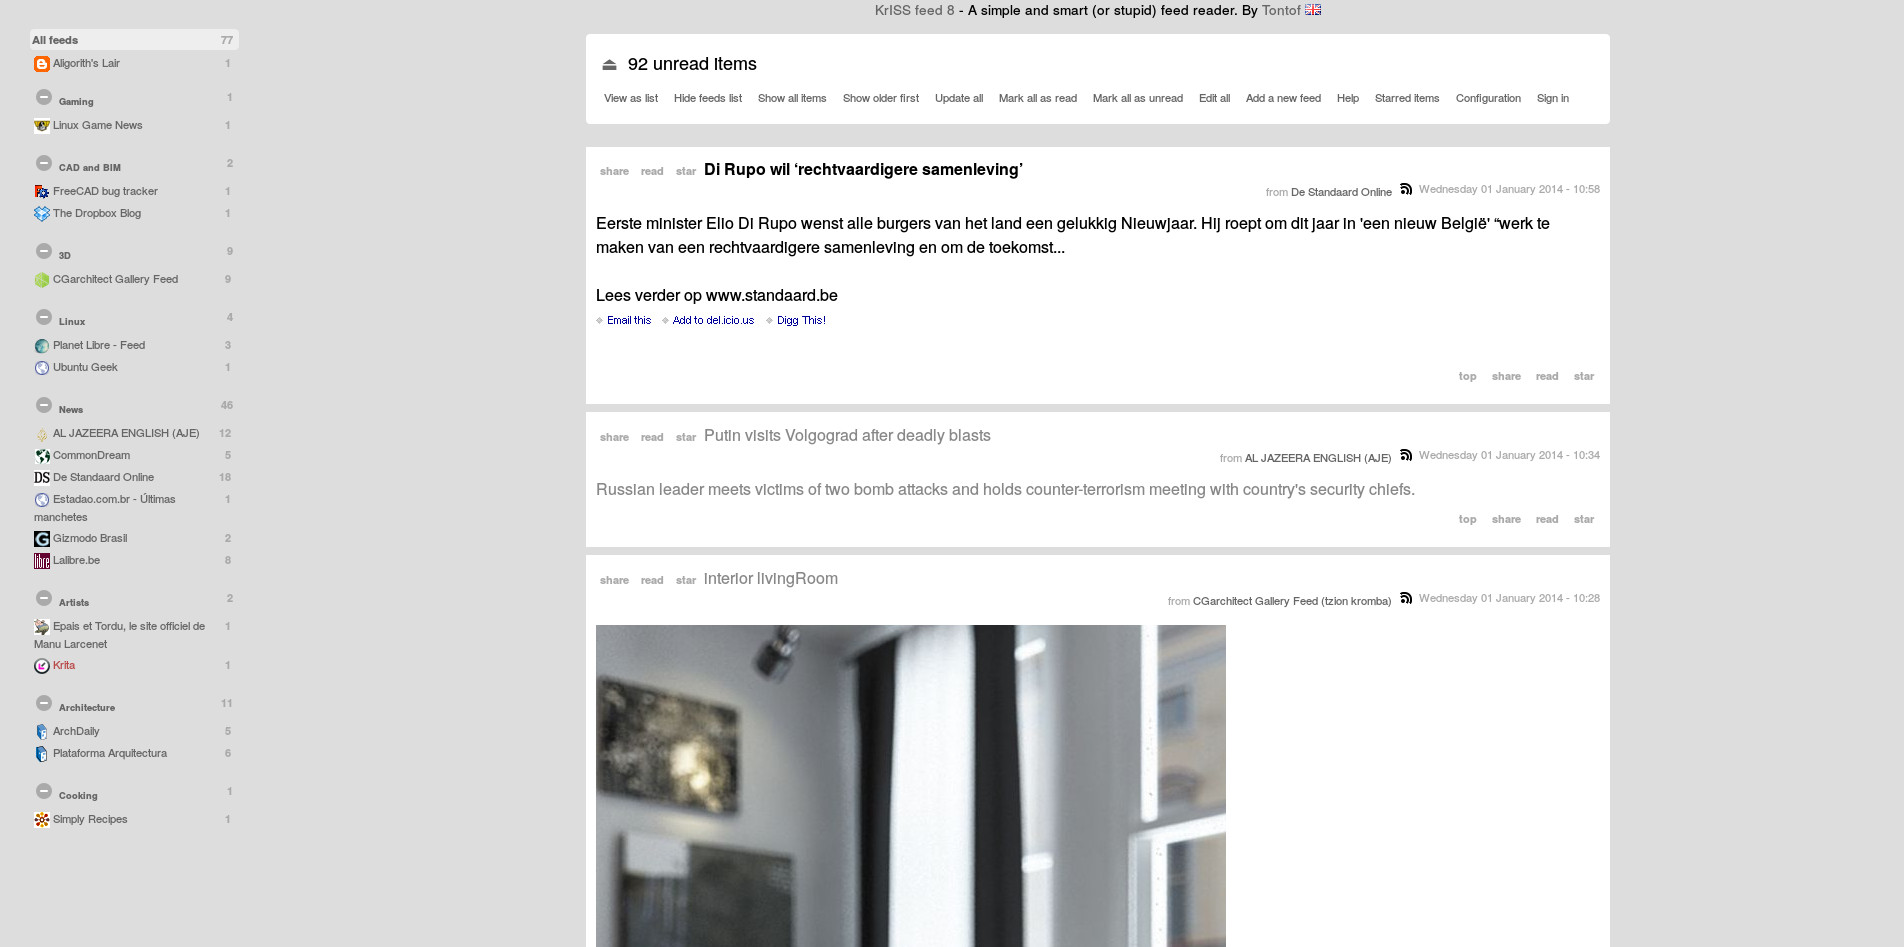 KrISS feed 8 - A simple and smart (or stupid) feed reader. By Tontof
All feeds 77
Aligorith's Lair 1
Gaming 1
Linux Game News 1
CAD and BIM 2
FreeCAD bug tracker 1
The Dropbox Blog 1
3D 9
CGarchitect Gallery Feed 9
Linux 4
Planet Libre - Feed 3
Ubuntu Geek 1
News 46
AL JAZEERA ENGLISH (AJE) 12
CommonDream 5
DS De Standaard Online 18
Estadao.com.br - Últimas 1
manchetes
Gizmodo Brasil 2
Lalibre.be 8
Artists 2
Epais et Tordu, le site officiel de 1
Manu Larcenet
Krita 1
Architecture 11
ArchDaily 5
Plataforma Arquitectura 6
Cooking 1
Simply Recipes 1
92 unread items
View as list Hide feeds list Show all items Show older first Update all Mark all as read Mark all as unread Edit all Add a new feed Help Starred items Configuration Sign in
share read star Di Rupo wil ‘rechtvaardigere samenleving’
from De Standaard Online Wednesday 01 January 2014 - 10:58
Eerste minister Elio Di Rupo wenst alle burgers van het land een gelukkig Nieuwjaar. Hij roept om dit jaar in 'een nieuw België' “werk te
maken van een rechtvaardigere samenleving en om de toekomst...
Lees verder op www.standaard.be
Email this Add to del.icio.us Digg This!
top share read star
share read star Putin visits Volgograd after deadly blasts
from AL JAZEERA ENGLISH (AJE) Wednesday 01 January 2014 - 10:34
Russian leader meets victims of two bomb attacks and holds counter-terrorism meeting with country's security chiefs.
top share read star
share read star interior livingRoom
from CGarchitect Gallery Feed (tzion kromba) Wednesday 01 January 2014 - 10:28